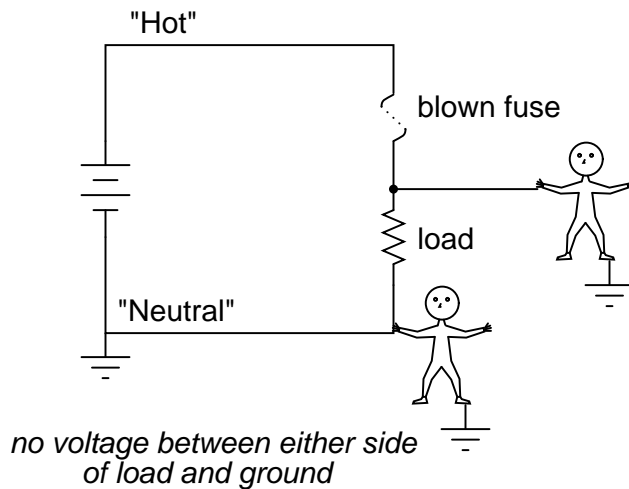 "Hot"
blown fuse
load
"Neutral"
no voltage between either side
of load and ground